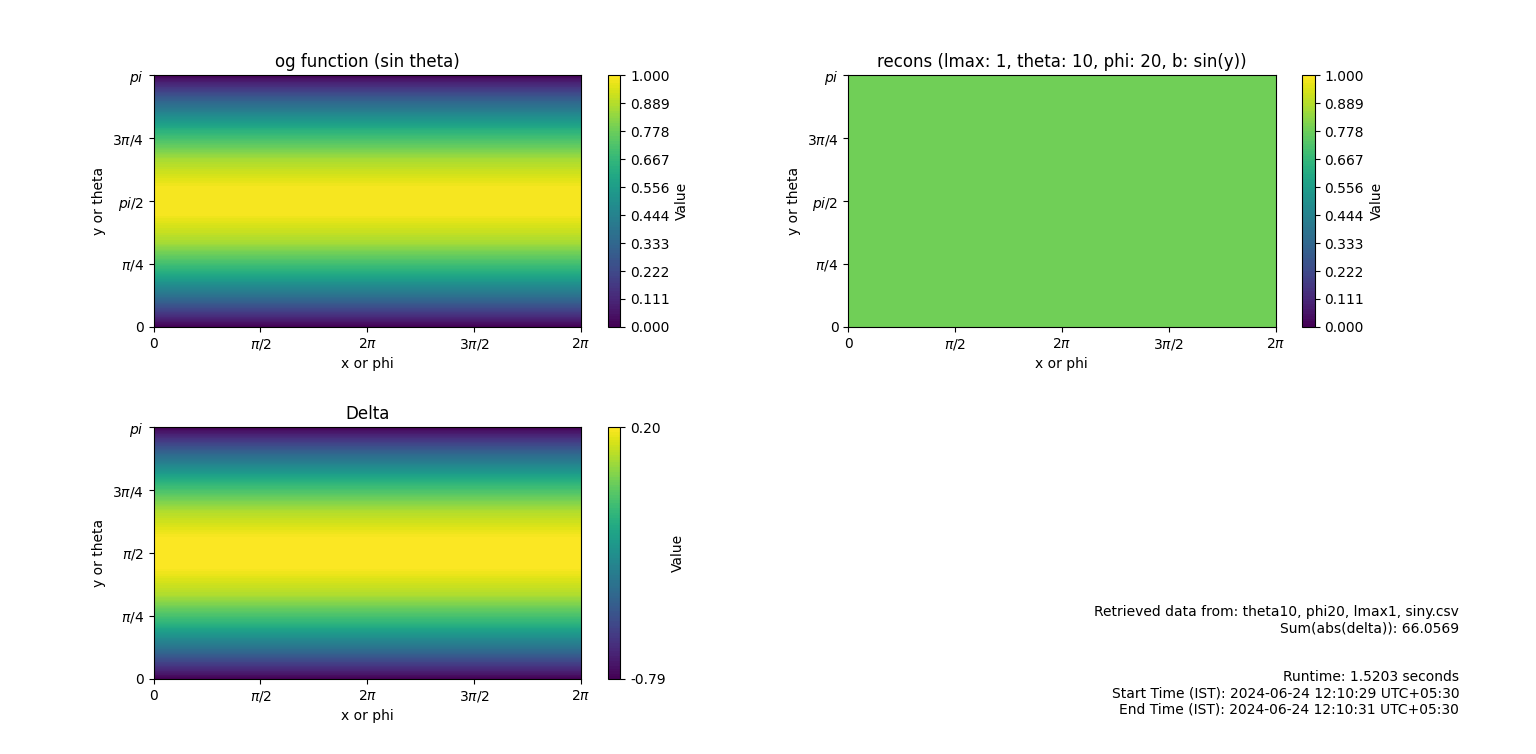 og function (sin theta)
pi
3π/4
pi/2
π/4
0
0
π/2
2π
3π/2
2π
x or phi
y or theta
1.000
0.889
0.778
0.667
0.556
0.444
0.333
0.222
0.111
0.000
Value
recons (lmax: 1, theta: 10, phi: 20, b: sin(y))
pi
3π/4
pi/2
π/4
0
0
π/2
2π
3π/2
2π
x or phi
y or theta
1.000
0.889
0.778
0.667
0.556
0.444
0.333
0.222
0.111
0.000
Value
Delta
pi
3π/4
π/2
π/4
0
0
π/2
2π
3π/2
2π
x or phi
y or theta
0.20
-0.79
Value
Retrieved data from: theta10, phi20, lmax1, siny.csv
Sum(abs(delta)): 66.0569
Runtime: 1.5203 seconds
Start Time (IST): 2024-06-24 12:10:29 UTC+05:30
End Time (IST): 2024-06-24 12:10:31 UTC+05:30